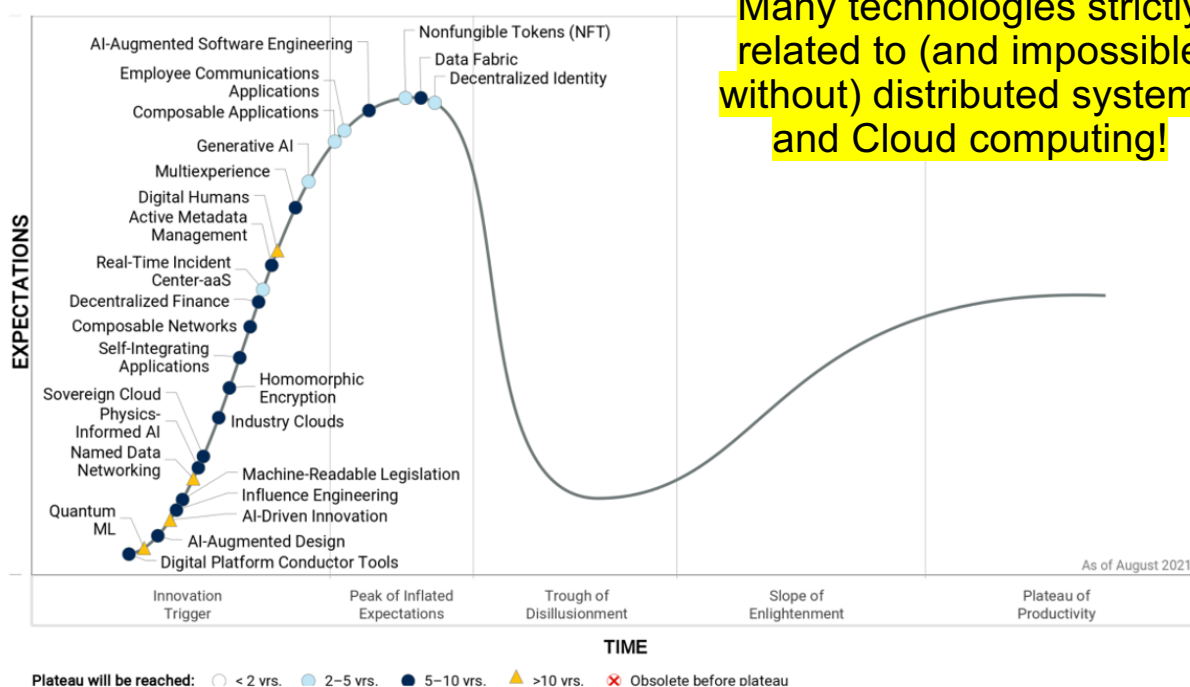 Many technologies strictly
related to (and impossible
without) distributed system
and Cloud computing!
AI-Augmented Software Engineering
Nonfungible Tokens (NFT)
Data Fabric
Decentralized Identity
Employee Communications
Applications
Composable Applications
Generative AI
Multiexperience
Digital Humans
Active Metadata
Management
Real-Time Incident
Center-aaS
Decentralized Finance
Composable Networks
Self-Integrating
Applications
Homomorphic
Encryption
Sovereign Cloud
Industry Clouds
Physics-
Informed AI
Named Data
Networking
Machine-Readable Legislation
Influence Engineering
Quantum
ML
AI-Driven Innovation
AI-Augmented Design
Digital Platform Conductor Tools
EXPECTATIONS
As of August 2021
Innovation
Trigger
Peak of Inflated
Expectations
Trough of
Disillusionment
Slope of
Enlightenment
Plateau of
Productivity
TIME
Plateau will be reached: < 2 yrs. 2–5 yrs. 5–10 yrs. >10 yrs. Obsolete before plateau